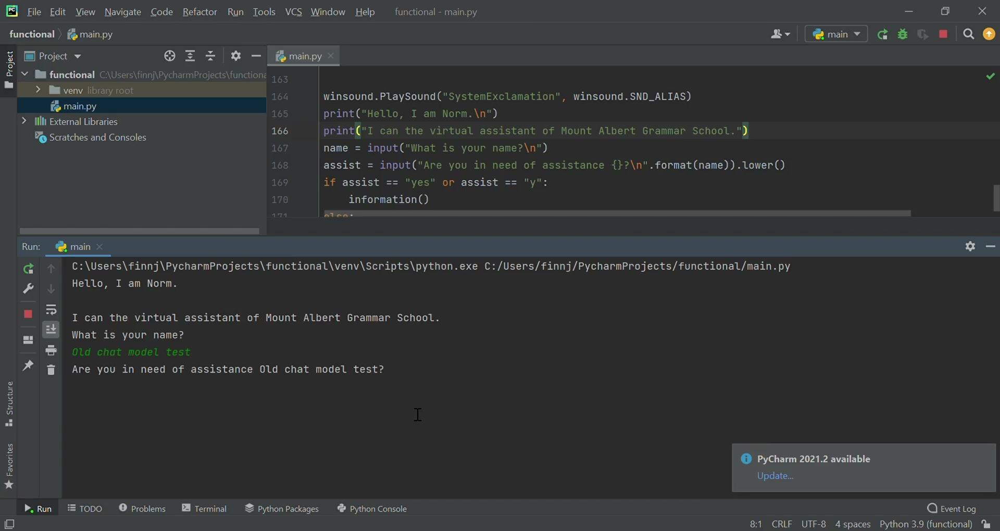 File Edit View Navigate Code Refactor Run Tools VCS Window Help functional - main.py
functional main.py main
Project Project main.py
functional C:\Users\finnj\PycharmProjects\functiona
venv library root
main.py
External Libraries
Scratches and Consoles
163
164 winsound.PlaySound("SystemExclamation", winsound.SND_ALIAS)
165 print("Hello, I am Norm.\n")
166 print("I can the virtual assistant of Mount Albert Grammar School.")
167 name = input("What is your name?\n")
168 assist = input("Are you in need of assistance {}?\n".format(name)).lower()
169 if assist == "yes" or assist == "y":
170 information()
171 else:
Run: main
C:\Users\finnj\PycharmProjects\functional\venv\Scripts\python.exe C:/Users/finnj/PycharmProjects/functional/main.py
Hello, I am Norm.
I can the virtual assistant of Mount Albert Grammar School.
What is your name?
Old chat model test
Are you in need of assistance Old chat model test?
Structure
Favorites
PyCharm 2021.2 available
Update...
Run TODO Problems Terminal Python Packages Python Console Event Log
8:1 CRLF UTF-8 4 spaces Python 3.9 (functional)